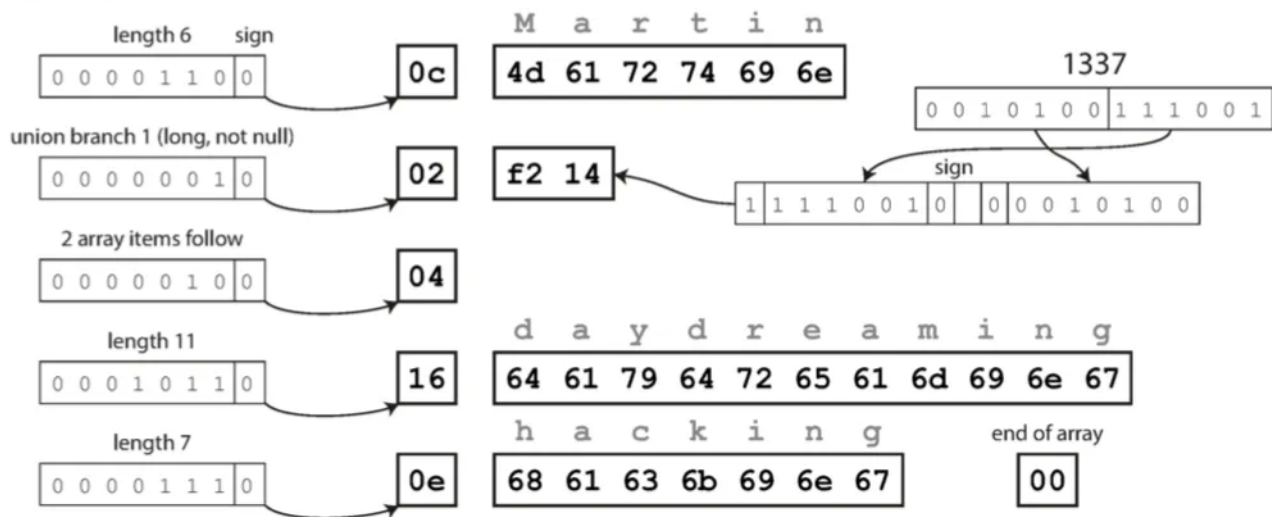 M a r t i n
length 6 sign
0 0 0 0 1 1 0 0
0c
4d 61 72 74 69 6e
1337
0 0 1 0 1 0 0 1 1 1 0 0 1
union branch 1 (long, not null)
0 0 0 0 0 0 1 0
02
f2 14
sign
1 1 1 1 0 0 1 0 0 0 0 1 0 1 0 0
2 array items follow
0 0 0 0 0 1 0 0
04
d a y d r e a m i n g
length 11
0 0 0 1 0 1 1 0
16
64 61 79 64 72 65 61 6d 69 6e 67
h a c k i n g
length 7
0 0 0 0 1 1 1 0
0e
68 61 63 6b 69 6e 67
end of array
00